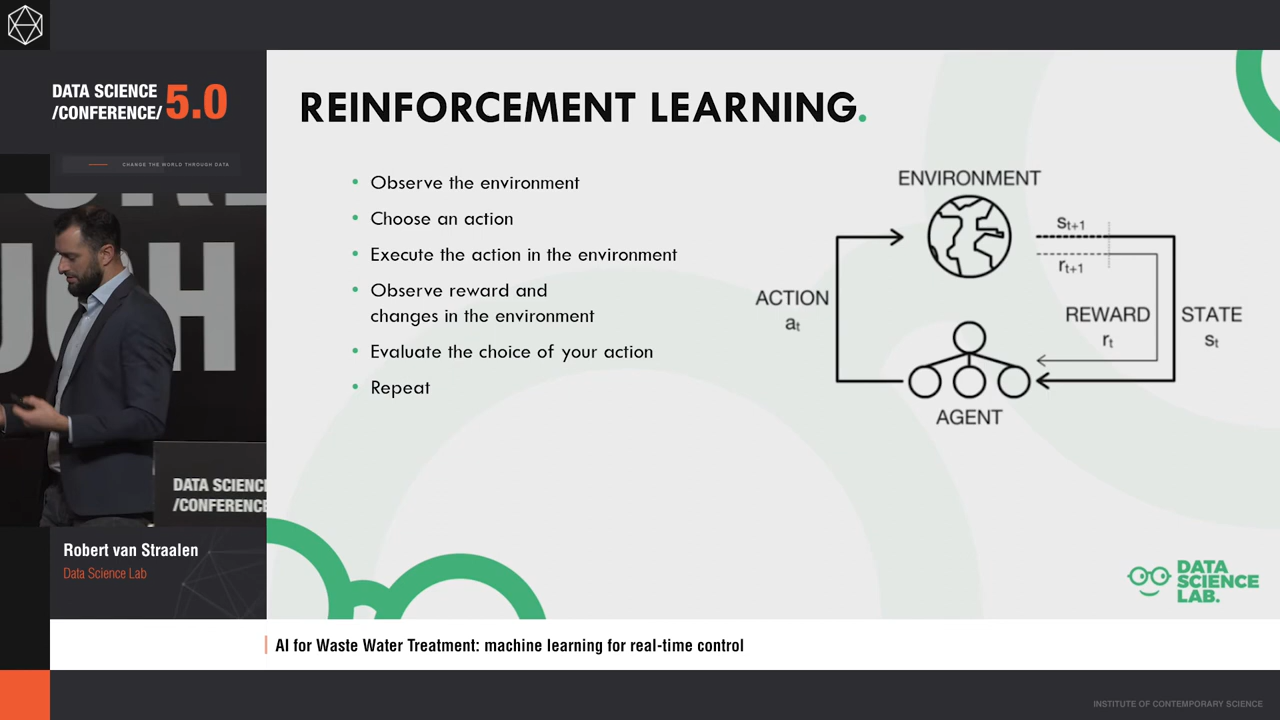 DATA SCIENCE
/CONFERENCE/ 5.0
CHANGE THE WORLD THROUGH DATA
DATA SCIENC
/CONFERENCE
Robert van Straalen
Data Science Lab
REINFORCEMENT LEARNING.
• Observe the environment
• Choose an action
• Execute the action in the environment
• Observe reward and
changes in the environment
• Evaluate the choice of your action
• Repeat
ENVIRONMENT
St+1
rt+1
ACTION
at
REWARD
rt
STATE
St
AGENT
DATA
SCIENCE
LAB.
AI for Waste Water Treatment: machine learning for real-time control
INSTITUTE OF CONTEMPORARY SCIENCE